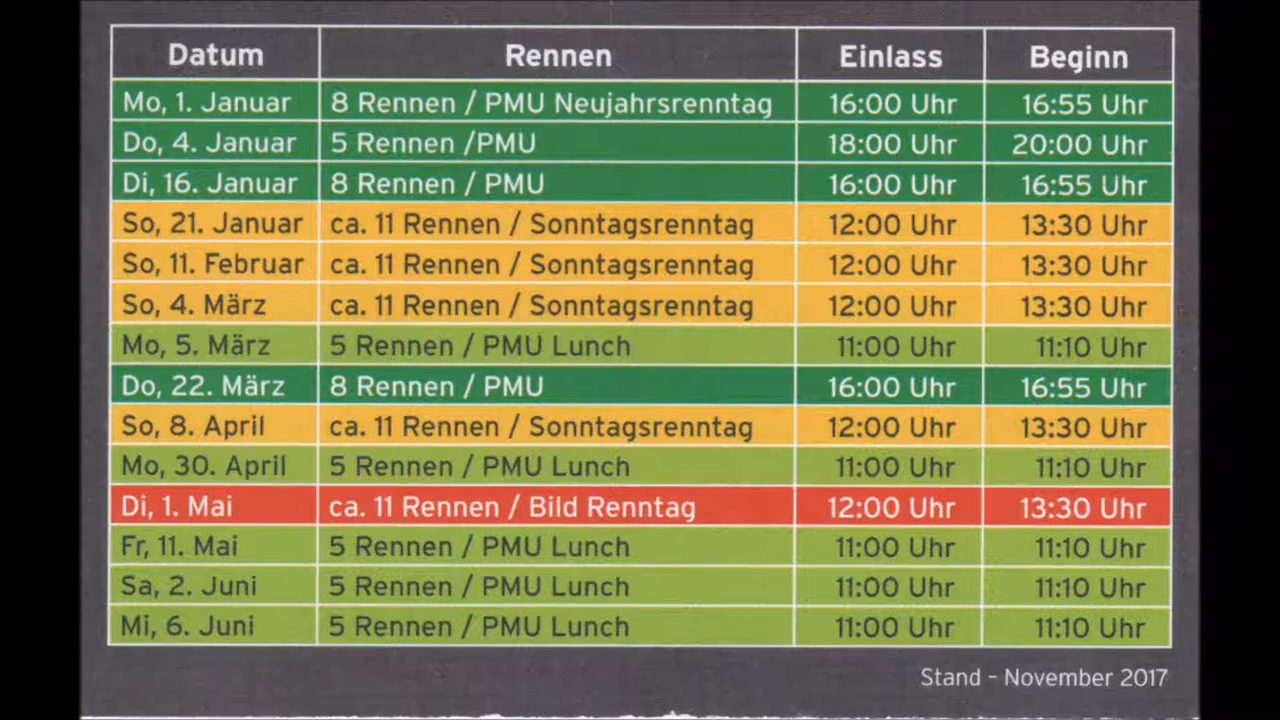 Datum Rennen Einlass Beginn
Mo, 1. Januar 8 Rennen / PMU Neujahrsrenntag 16:00 Uhr 16:55 Uhr
Do, 4. Januar 5 Rennen /PMU 18:00 Uhr 20:00 Uhr
Di, 16. Januar 8 Rennen / PMU 16:00 Uhr 16:55 Uhr
So, 21. Januar ca. 11 Rennen / Sonntagsrenntag 12:00 Uhr 13:30 Uhr
So, 11. Februar ca. 11 Rennen / Sonntagsrenntag 12:00 Uhr 13:30 Uhr
So, 4. März ca. 11 Rennen / Sonntagsrenntag 12:00 Uhr 13:30 Uhr
Mo, 5. März 5 Rennen / PMU Lunch 11:00 Uhr 11:10 Uhr
Do, 22. März 8 Rennen / PMU 16:00 Uhr 16:55 Uhr
So, 8. April ca. 11 Rennen / Sonntagsrenntag 12:00 Uhr 13:30 Uhr
Mo, 30. April 5 Rennen / PMU Lunch 11:00 Uhr 11:10 Uhr
Di, 1. Mai ca. 11 Rennen / Bild Renntag 12:00 Uhr 13:30 Uhr
Fr, 11. Mai 5 Rennen / PMU Lunch 11:00 Uhr 11:10 Uhr
Sa, 2. Juni 5 Rennen / PMU Lunch 11:00 Uhr 11:10 Uhr
Mi, 6. Juni 5 Rennen / PMU Lunch 11:00 Uhr 11:10 Uhr
Stand - November 2017